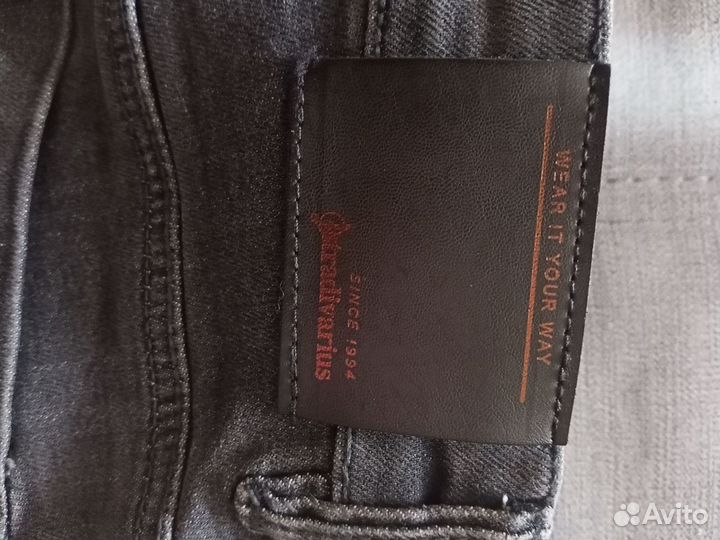 WEAR IT YOUR WAY
SINCE 1994
Stradivarius
Avito